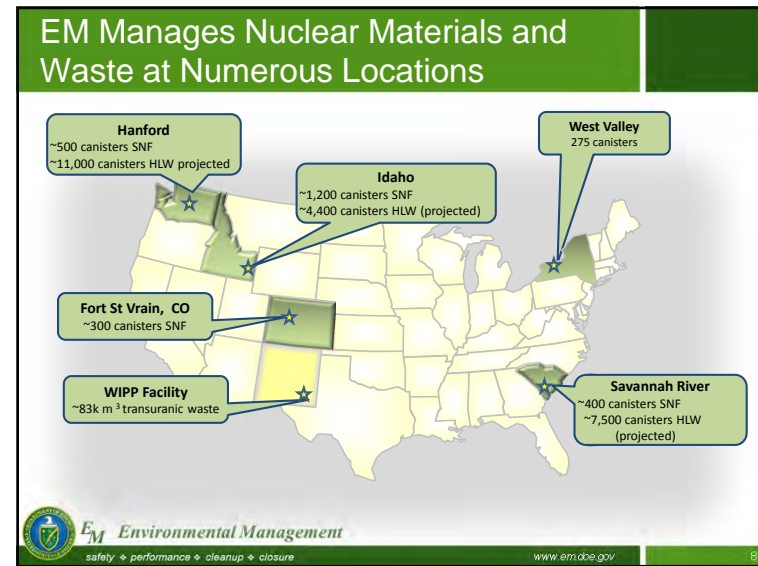 EM Manages Nuclear Materials and
Waste at Numerous Locations
Hanford
~500 canisters SNF
~11,000 canisters HLW projected
West Valley
275 canisters
Idaho
~1,200 canisters SNF
~4,400 canisters HLW (projected)
Fort St Vrain, CO
~300 canisters SNF
WIPP Facility
~83k m³ transuranic waste
Savannah River
~400 canisters SNF
~7,500 canisters HLW
(projected)
EM Environmental Management
safety ❖ performance ❖ cleanup ❖ closure
www.em.doe.gov
8